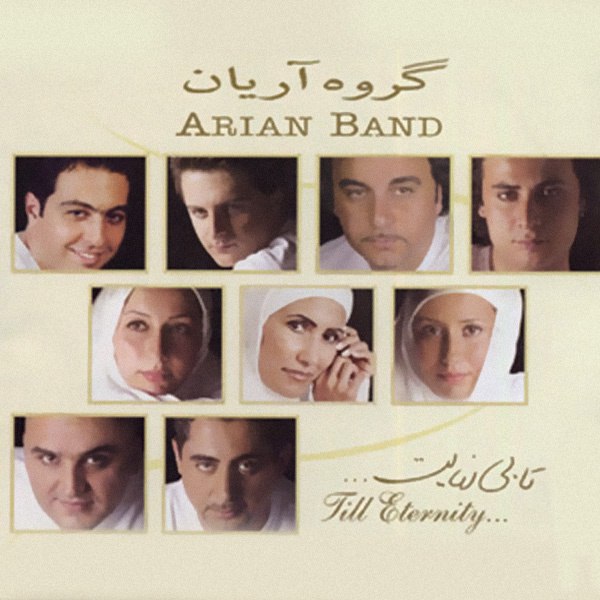 گروه آریان
ARIAN BAND
تا بی نهایت ...
Till Eternity...